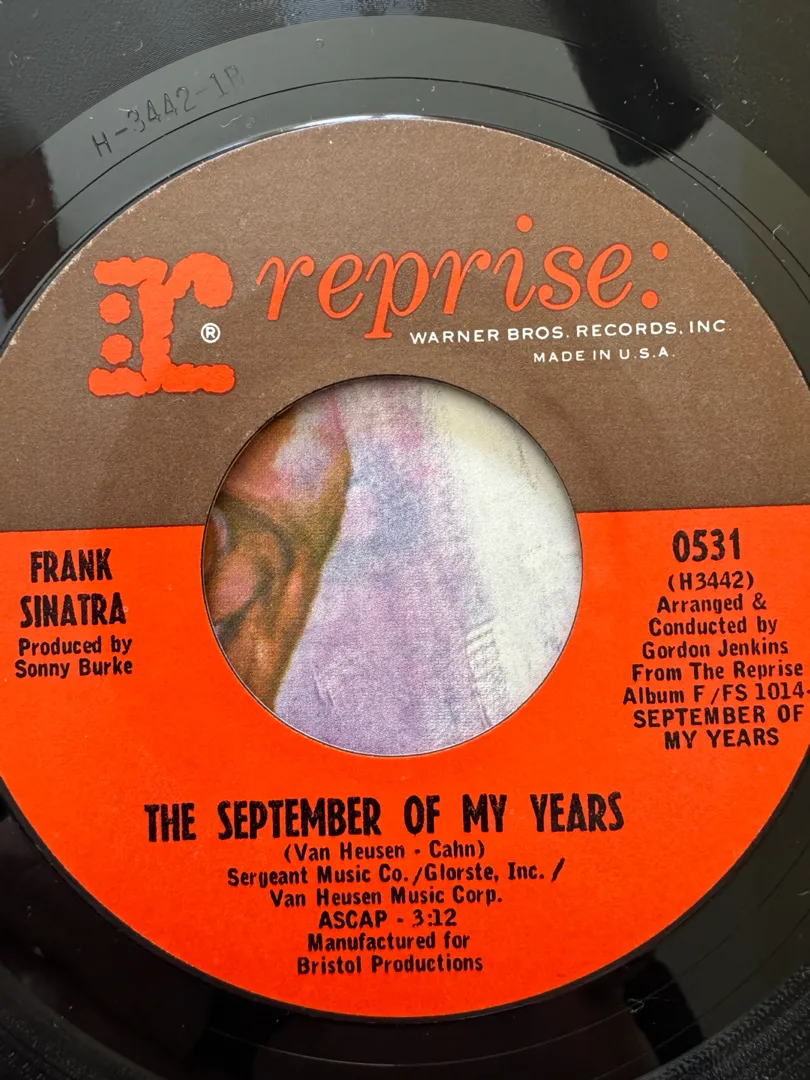 H-3442-1B
r: ®
reprise:
WARNER BROS. RECORDS, INC.
MADE IN U.S.A.
FRANK
SINATRA
Produced by
Sonny Burke
0531
(H3442)
Arranged &
Conducted by
Gordon Jenkins
From The Reprise
Album F/FS 1014-
SEPTEMBER OF
MY YEARS
THE SEPTEMBER OF MY YEARS
(Van Heusen - Cahn)
Sergeant Music Co./Glorste, Inc./
Van Heusen Music Corp.
ASCAP - 3:12
Manufactured for
Bristol Productions